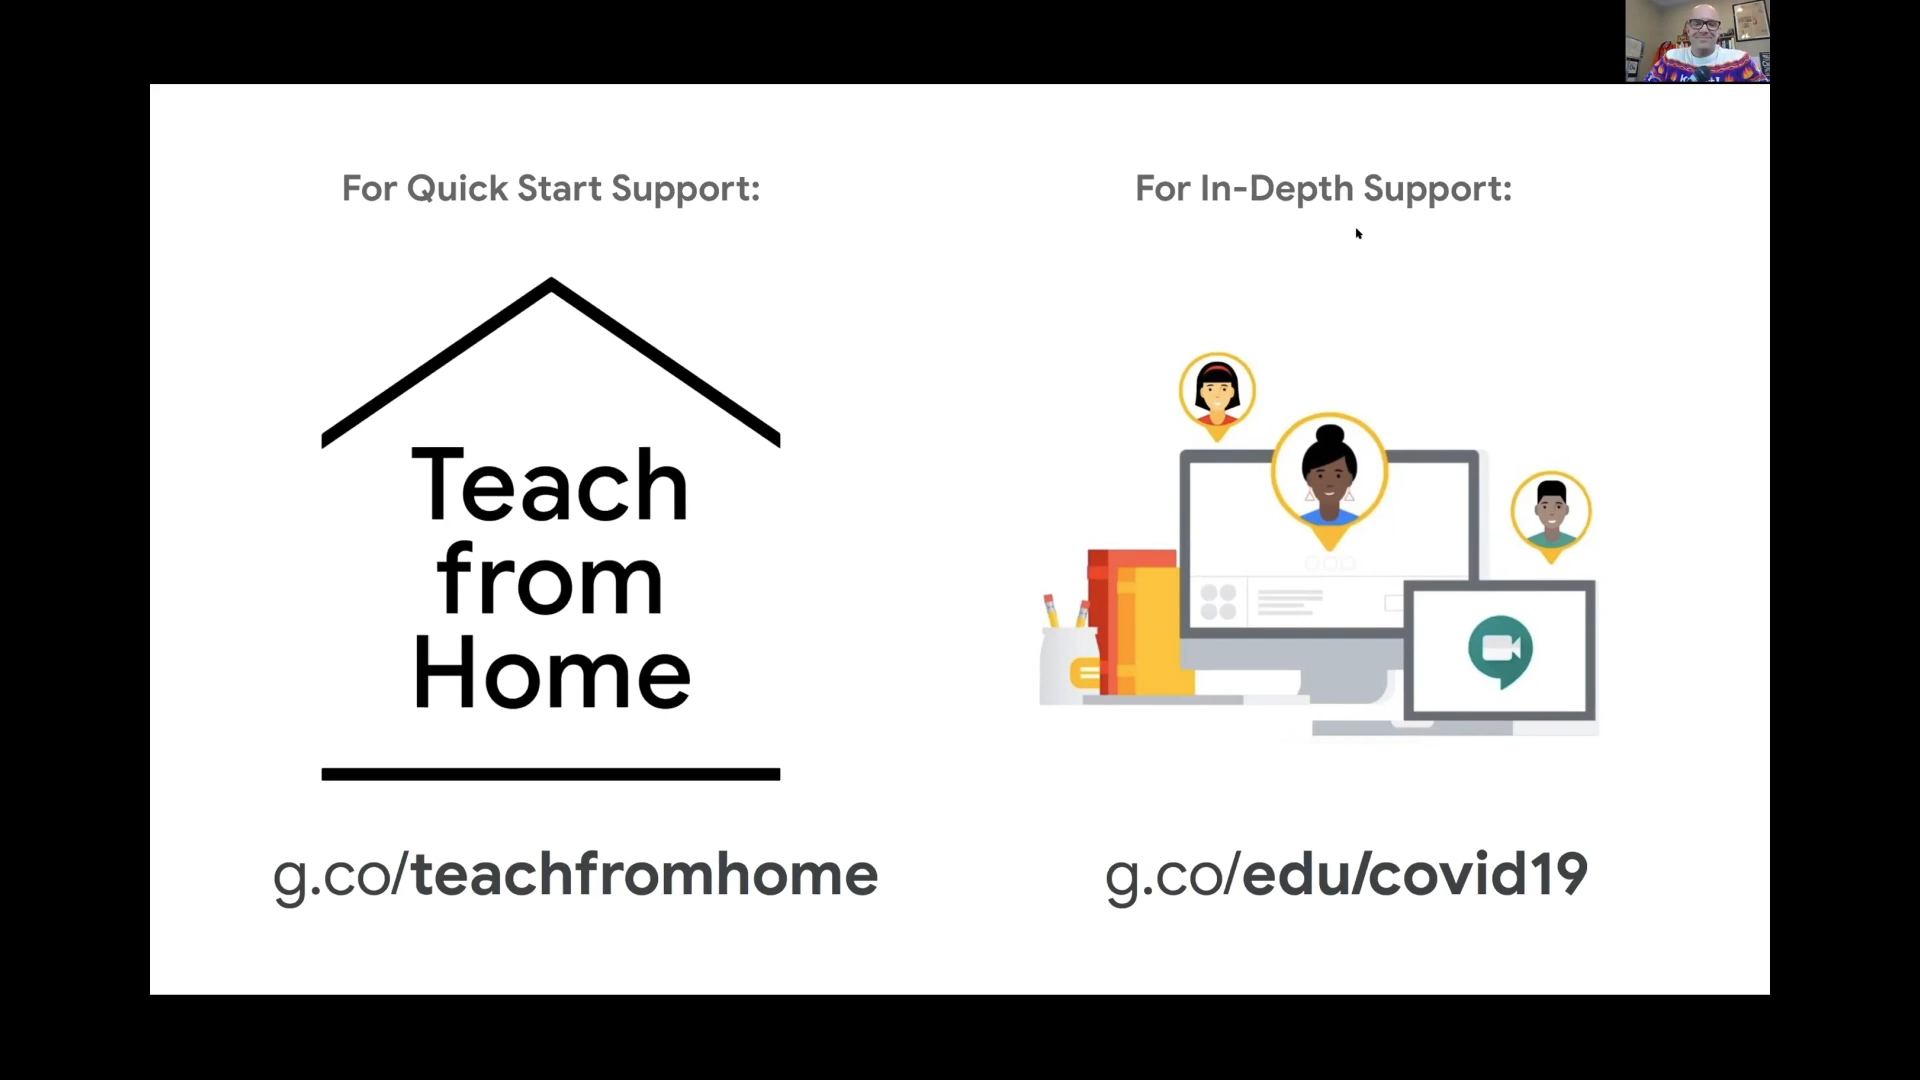 For Quick Start Support:
Teach
from
Home
g.co/teachfromhome
For In-Depth Support:
g.co/edu/covid19